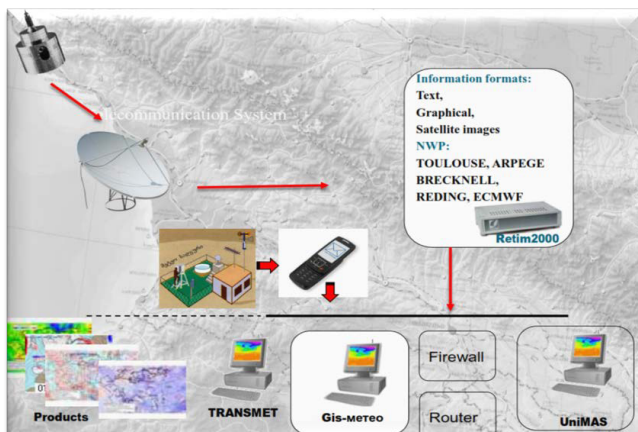 Telecommunication System
Information formats:
Text,
Graphical,
Satellite images
NWP:
TOULOUSE, ARPEGE
BRECKNELL,
REDING, ECMWF
Retim2000
Products
TRANSMET
Gis-метео
Firewall
Router
UniMAS